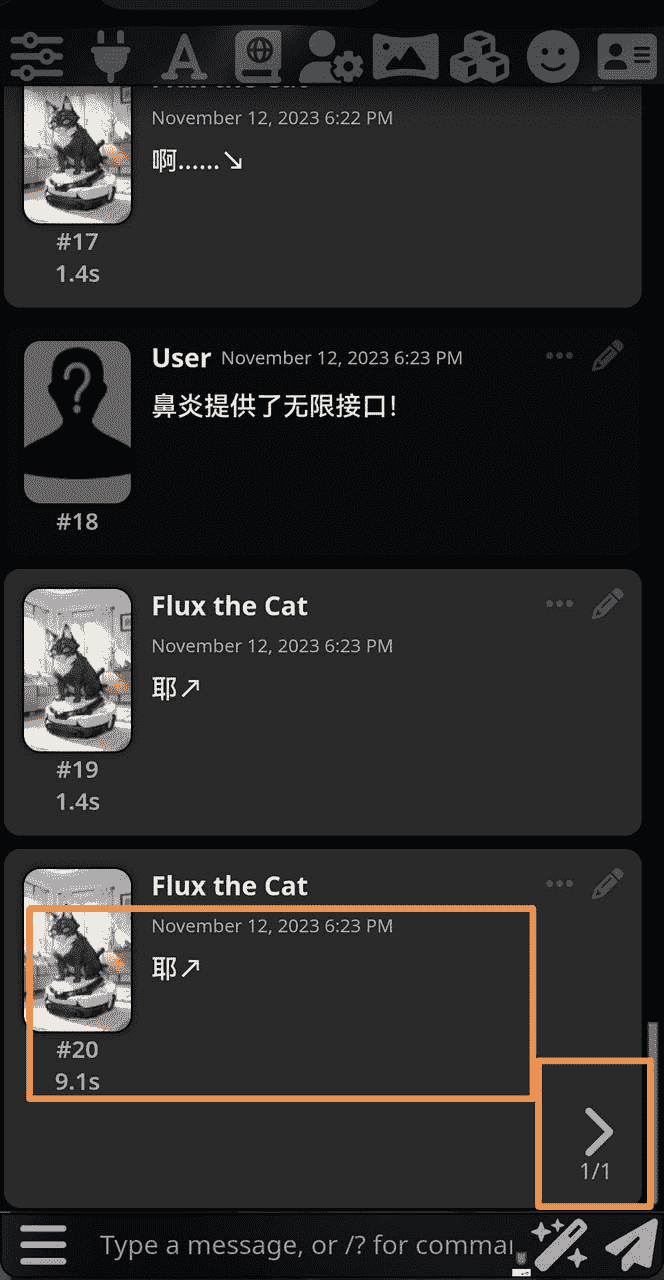 November 12, 2023 6:22 PM
啊……↘
#17
1.4s
User November 12, 2023 6:23 PM
鼻炎提供了无限接口！
#18
Flux the Cat
November 12, 2023 6:23 PM
耶↗
#19
1.4s
Flux the Cat
November 12, 2023 6:23 PM
耶↗
#20
9.1s
1/1
Type a message, or /? for comma